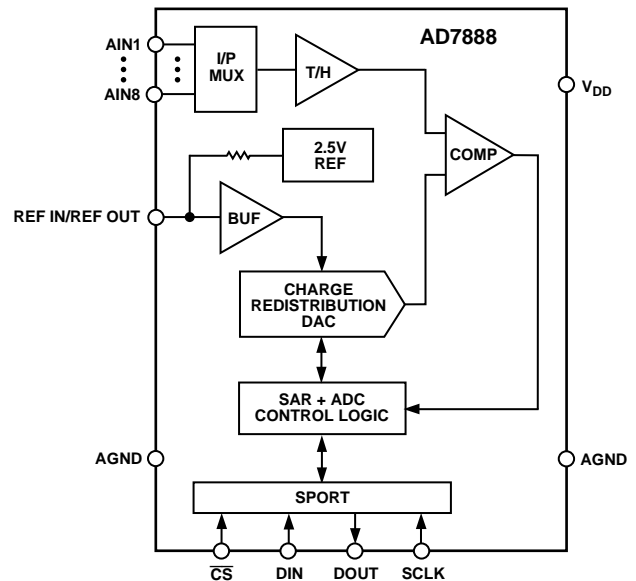 AD7888
AIN1
AIN8
I/P
MUX
T/H
V_DD
COMP
2.5V
REF
REF IN/REF OUT
BUF
CHARGE
REDISTRIBUTION
DAC
SAR + ADC
CONTROL LOGIC
AGND
AGND
SPORT
C̅S̅
DIN
DOUT
SCLK